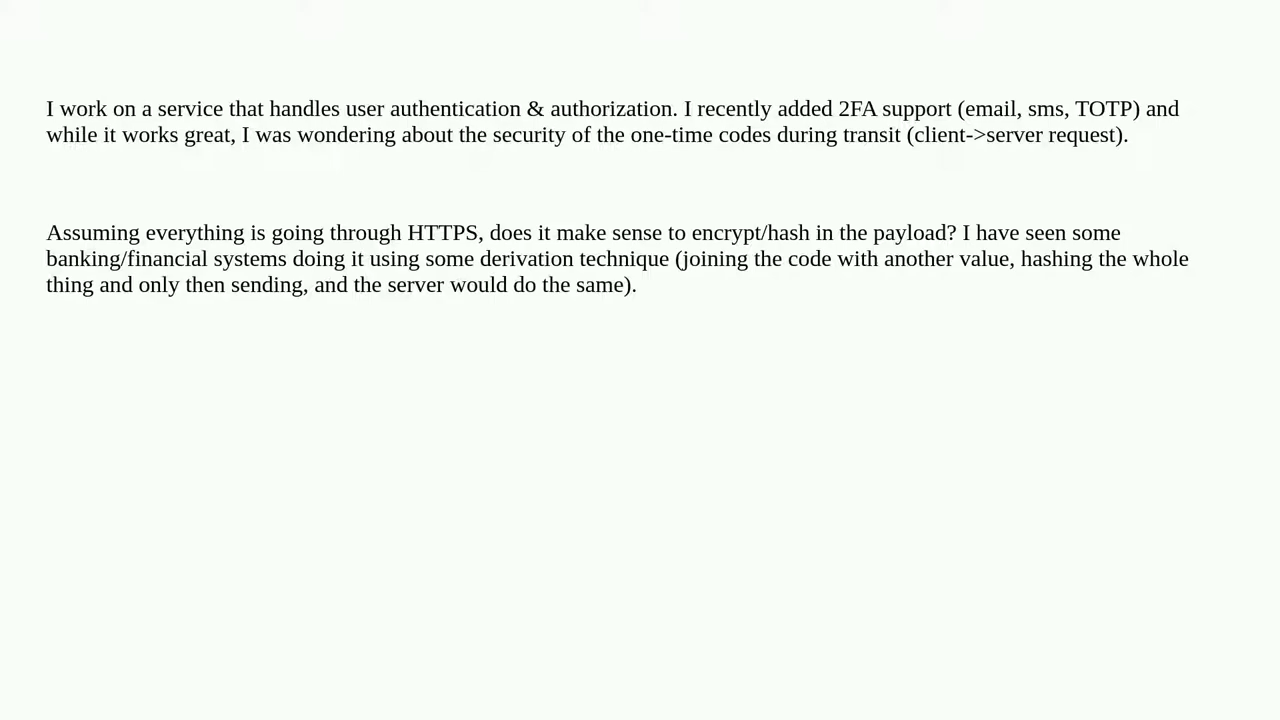 I work on a service that handles user authentication & authorization. I recently added 2FA support (email, sms, TOTP) and
while it works great, I was wondering about the security of the one-time codes during transit (client->server request).
Assuming everything is going through HTTPS, does it make sense to encrypt/hash in the payload? I have seen some
banking/financial systems doing it using some derivation technique (joining the code with another value, hashing the whole
thing and only then sending, and the server would do the same).